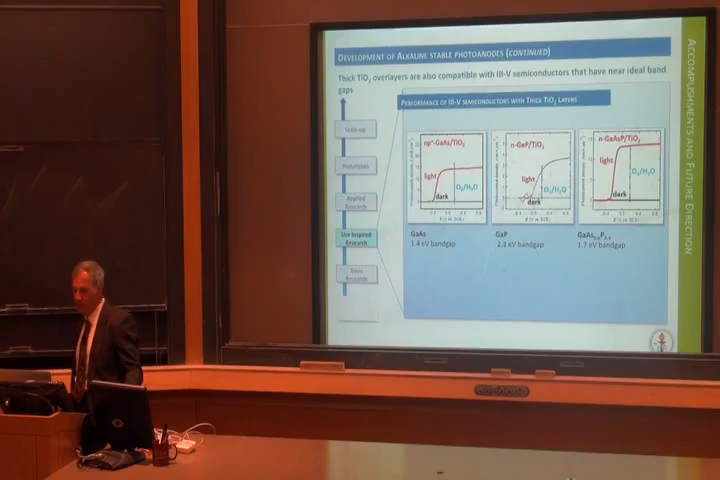 DEVELOPMENT OF ALKALINE STABLE PHOTOANODES (CONTINUED)
Thick TiO₂ overlayers are also compatible with III-V semiconductors that have near ideal band
gaps
PERFORMANCE OF III-V SEMICONDUCTORS WITH THICK TiO₂ LAYERS
Scale-up
Prototypes
Applied
Research
Use Inspired
Research
Basic
Research
np⁺-GaAs/TiO₂
light
O₂/H₂O
dark
n-GaP/TiO₂
light
O₂/H₂O
dark
n-GaAsP/TiO₂
light
O₂/H₂O
dark
GaAs
1.4 eV bandgap
GaP
2.3 eV bandgap
1.7 eV bandgap
ACCOMPLISHMENTS AND FUTURE DIRECTION